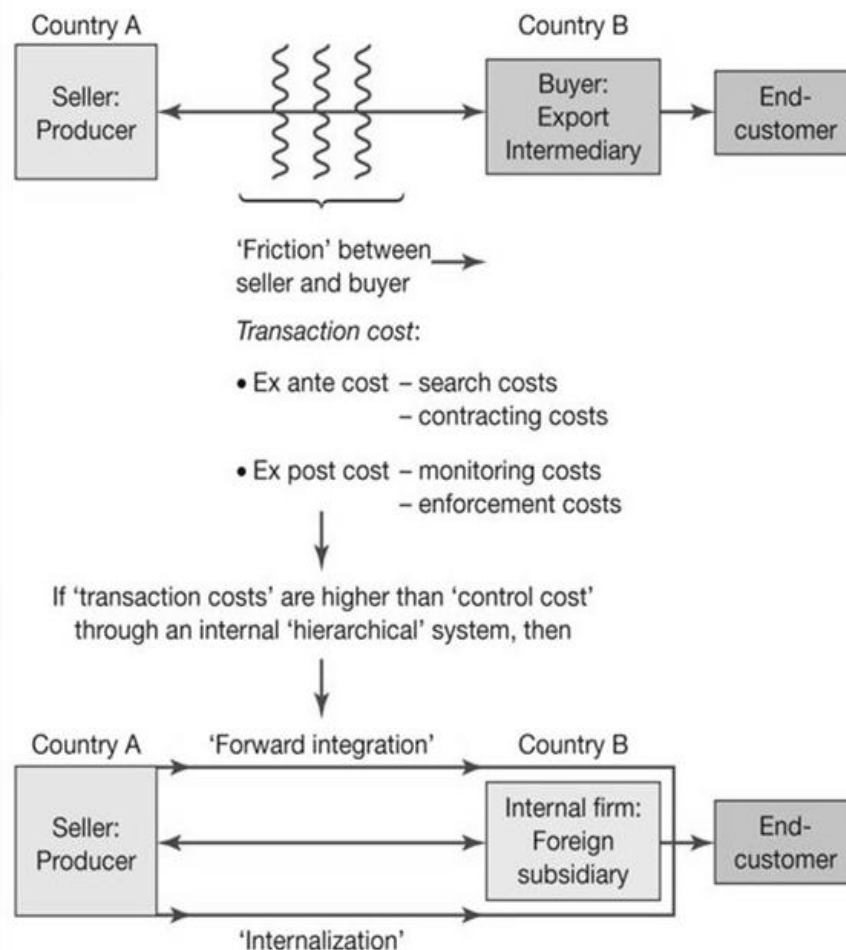 Country A
Country B
Seller:
Producer
Buyer:
Export
Intermediary
End-
customer
‘Friction’ between
seller and buyer
Transaction cost:
• Ex ante cost – search costs
– contracting costs
• Ex post cost – monitoring costs
– enforcement costs
If ‘transaction costs’ are higher than ‘control cost’
through an internal ‘hierarchical’ system, then
Country A
‘Forward integration’
Country B
Seller:
Producer
Internal firm:
Foreign
subsidiary
End-
customer
‘Internalization’